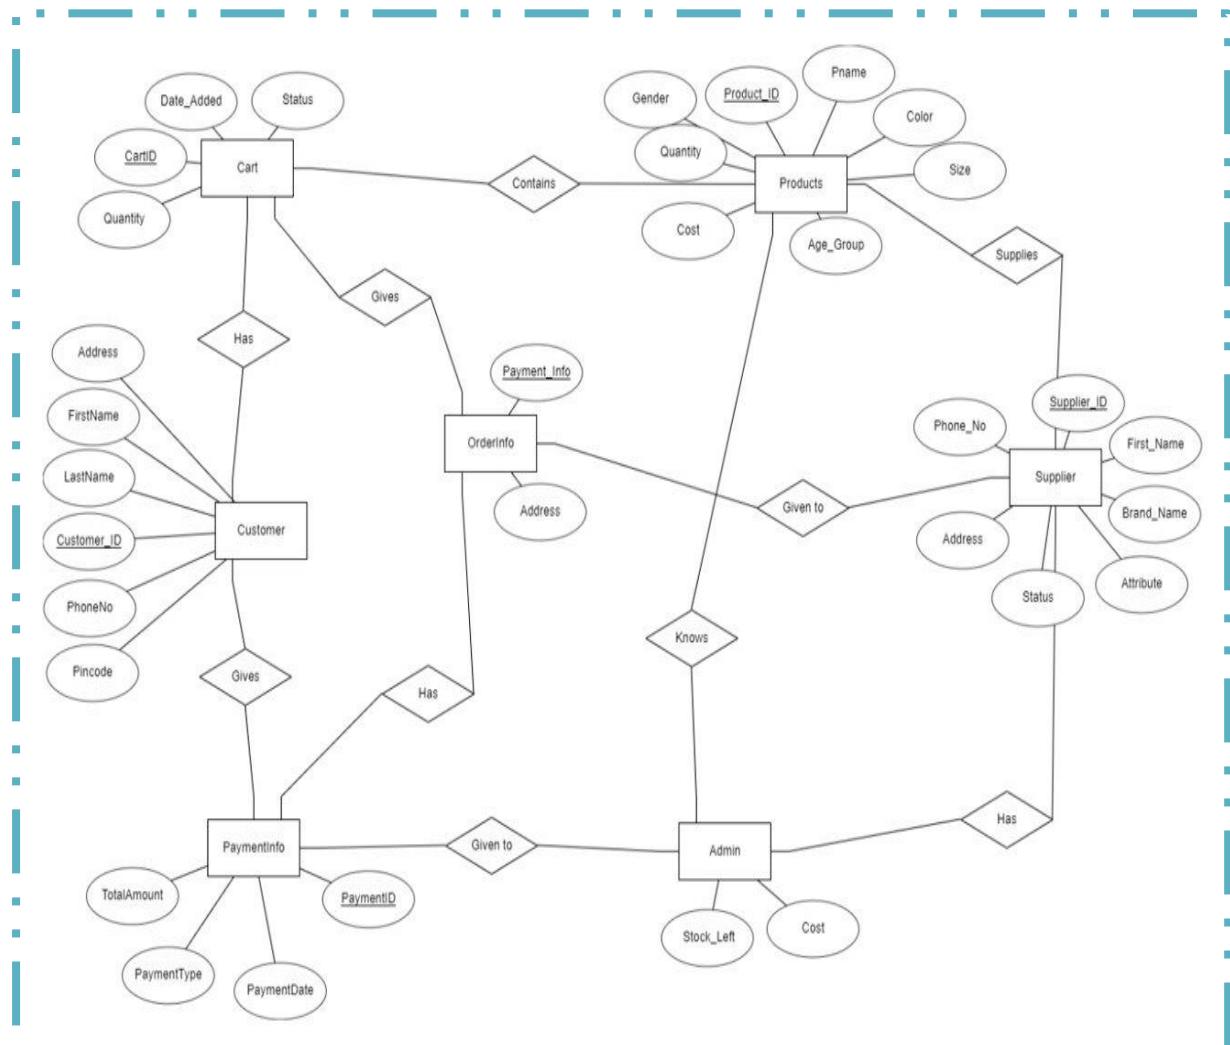 Date_Added
Status
CartID
Cart
Quantity
Contains
Gender
Product_ID
Pname
Color
Quantity
Size
Products
Cost
Age_Group
Supplies
Gives
Has
Address
FirstName
LastName
Customer_ID
PhoneNo
Pincode
Customer
Payment_Info
OrderInfo
Address
Given to
Supplier_ID
Phone_No
First_Name
Supplier
Brand_Name
Address
Attribute
Status
Knows
Gives
Has
PaymentInfo
TotalAmount
PaymentID
PaymentType
PaymentDate
Given to
Admin
Stock_Left
Cost
Has